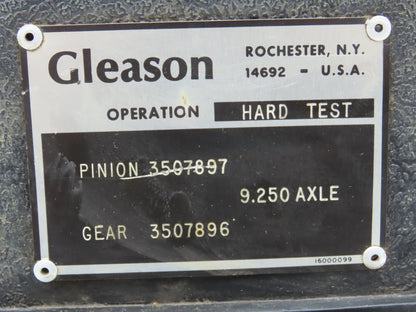 Gleason
ROCHESTER, N.Y.
14692 - U.S.A.
OPERATION HARD TEST
PINION 3507897
9.250 AXLE
GEAR 3507896
16000099